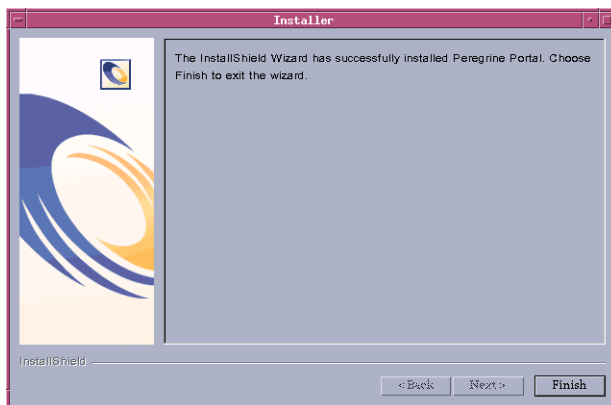 Installer
The InstallShield Wizard has successfully installed Peregrine Portal. Choose
Finish to exit the wizard.
InstallShield
< Back Next > Finish